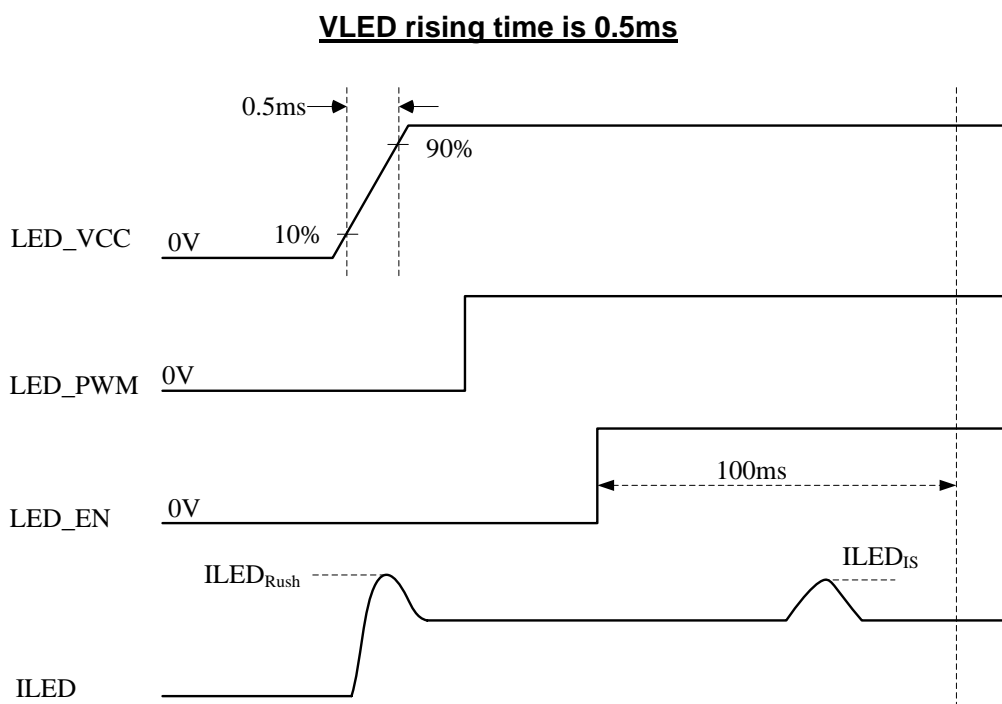 VLED rising time is 0.5ms
0.5ms
90%
LED_VCC
0V
10%
LED_PWM
0V
LED_EN
0V
100ms
ILEDRush
ILEDIS
ILED